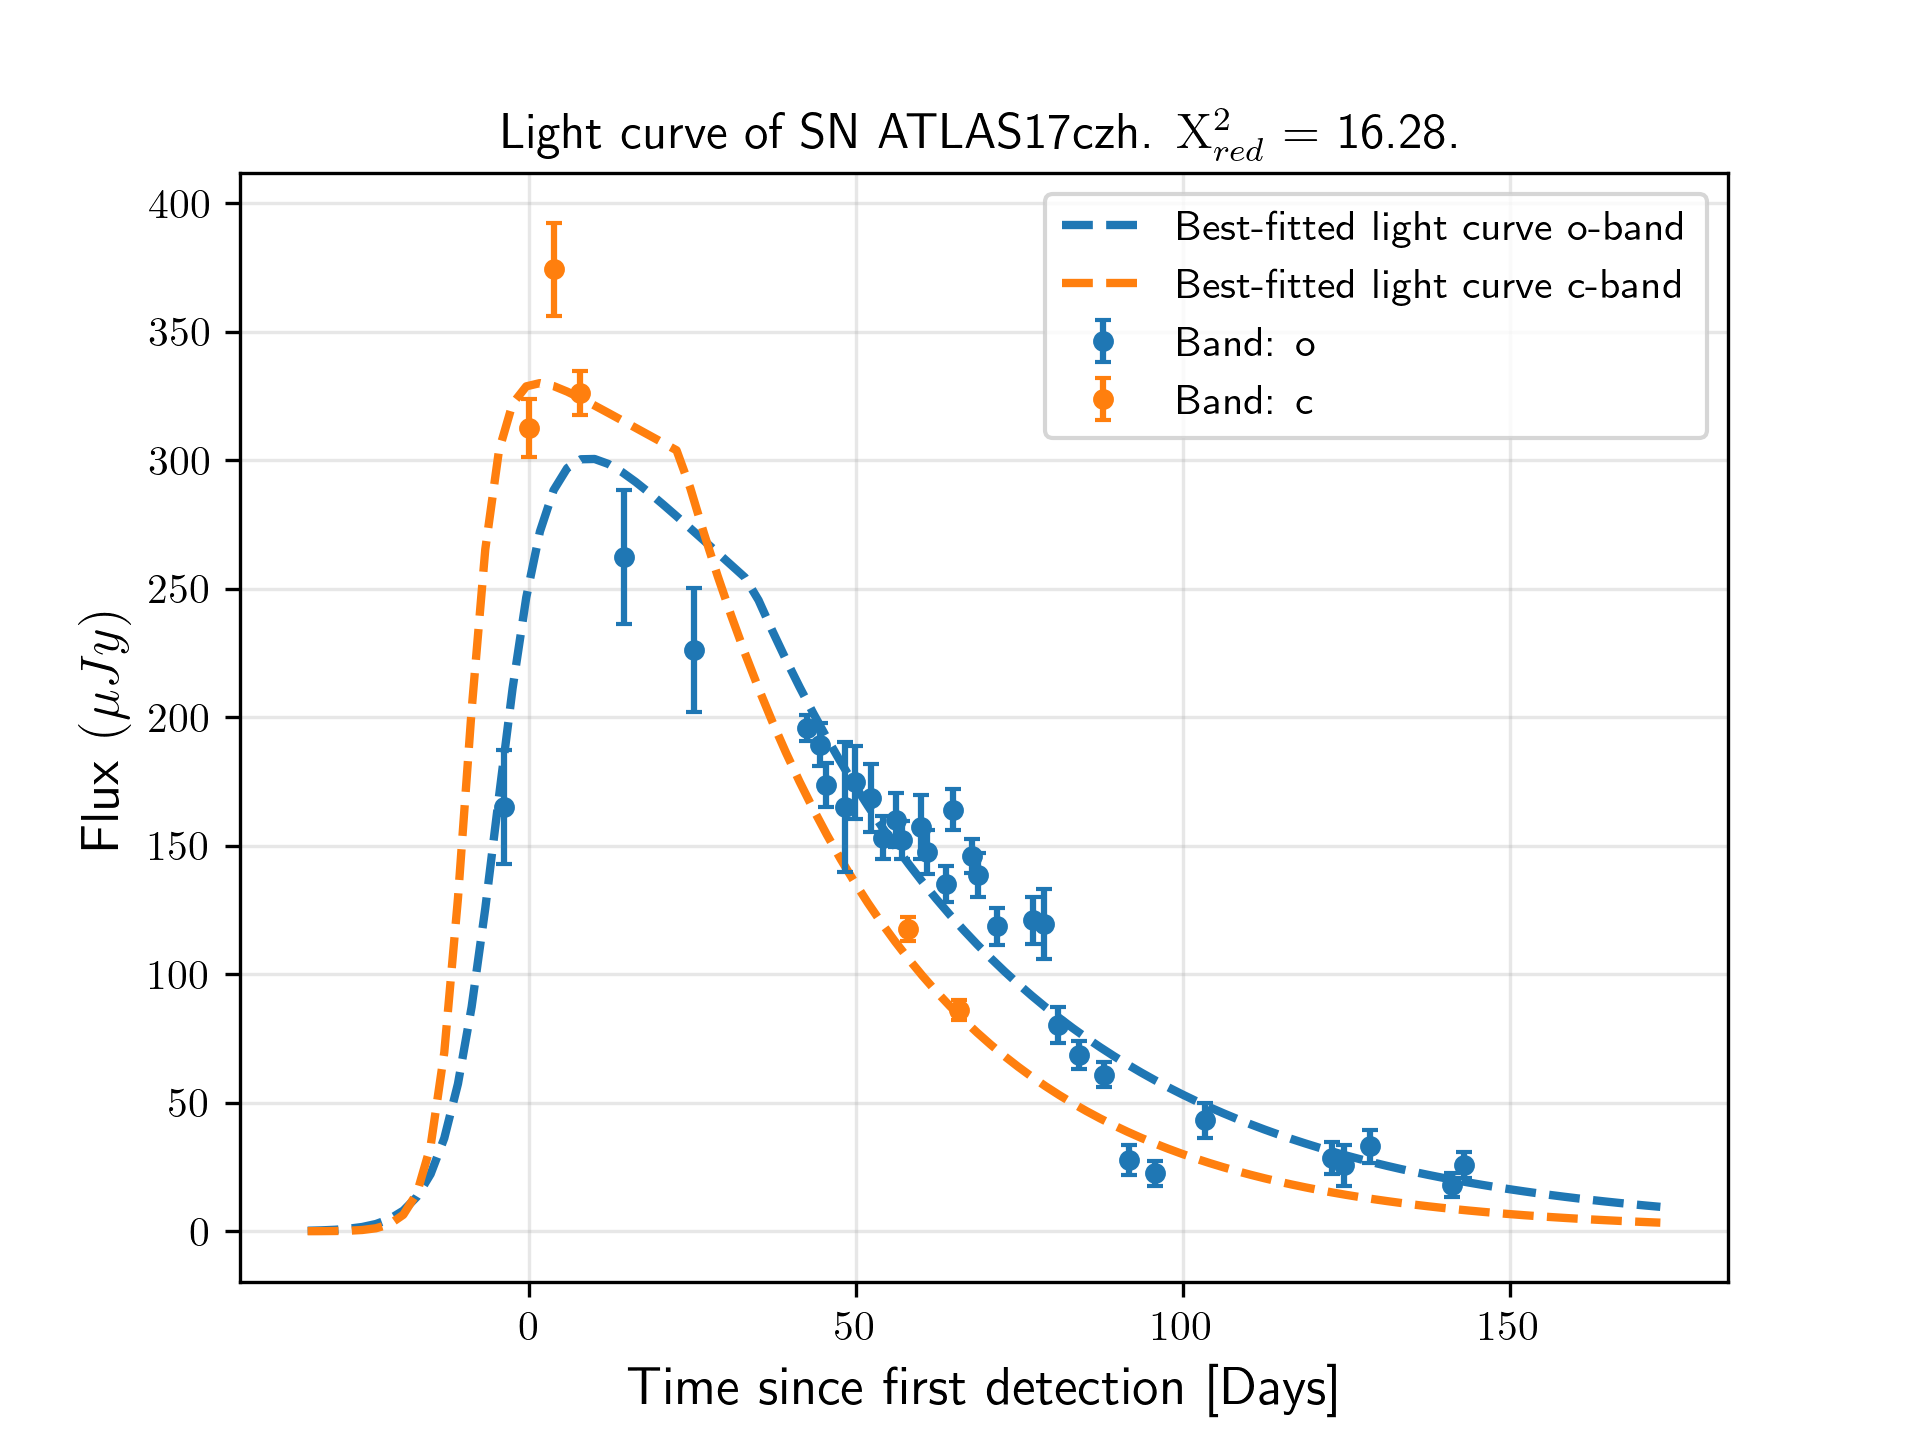 Light curve of SN ATLAS17czh. X²_red = 16.28.
400
350
300
250
200
150
100
50
0
Flux (μJy)
Best-fitted light curve o-band
Best-fitted light curve c-band
Band: o
Band: c
0 50 100 150
Time since first detection [Days]